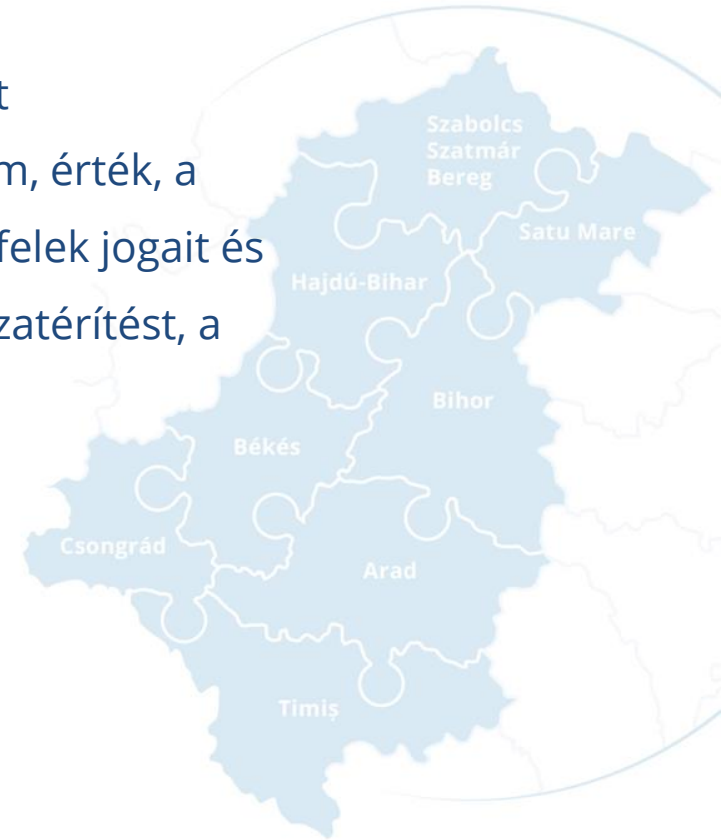 t
m, érték, a
felek jogait és
zatérítést, a
Szabolcs
Szatmár
Bereg
Satu Mare
Hajdú-Bihar
Bihor
Békés
Csongrád
Arad
Timiș